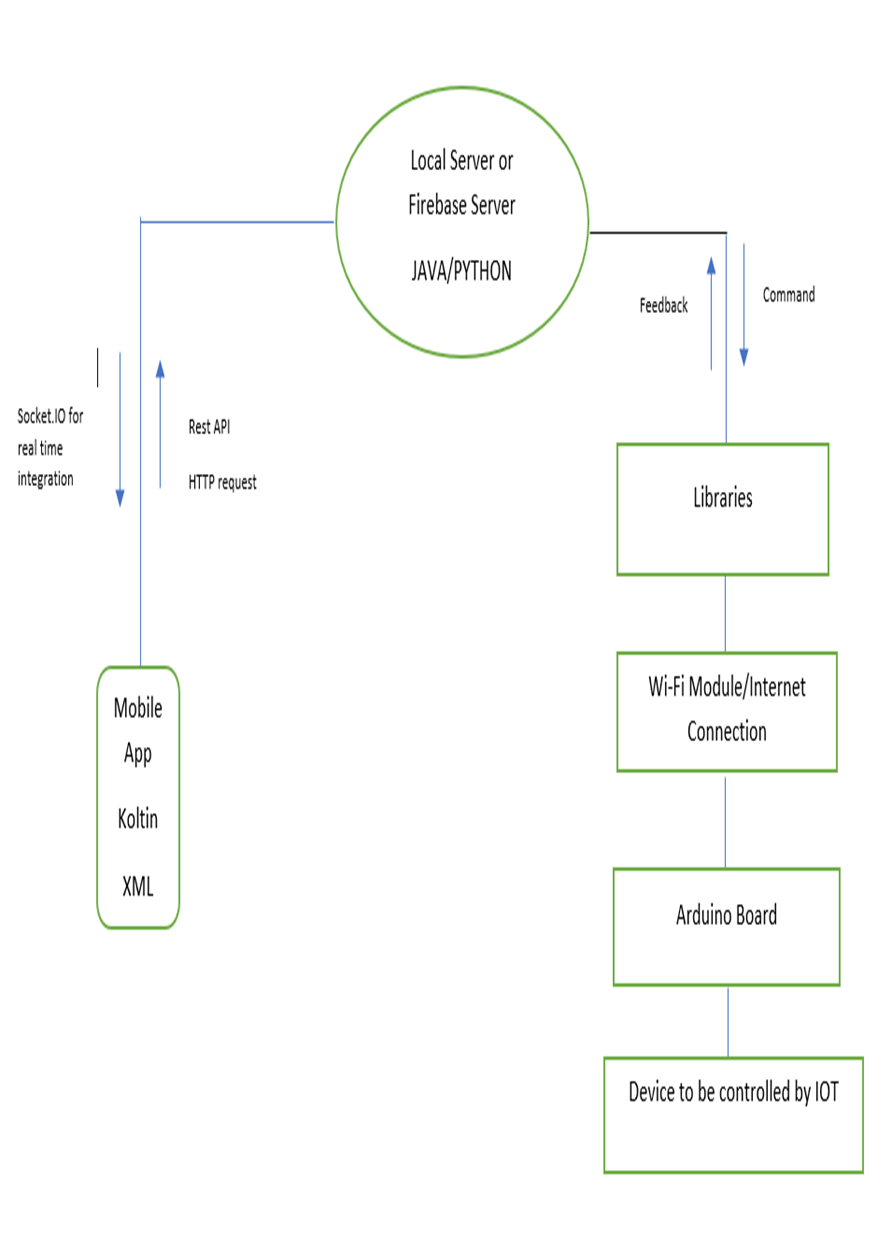 Local Server or
Firebase Server
JAVA/PYTHON
Feedback
Command
Socket.IO for
real time
integration
Rest API
HTTP request
Libraries
Wi-Fi Module/Internet
Connection
Mobile
App
Koltin
XML
Arduino Board
Device to be controlled by IOT